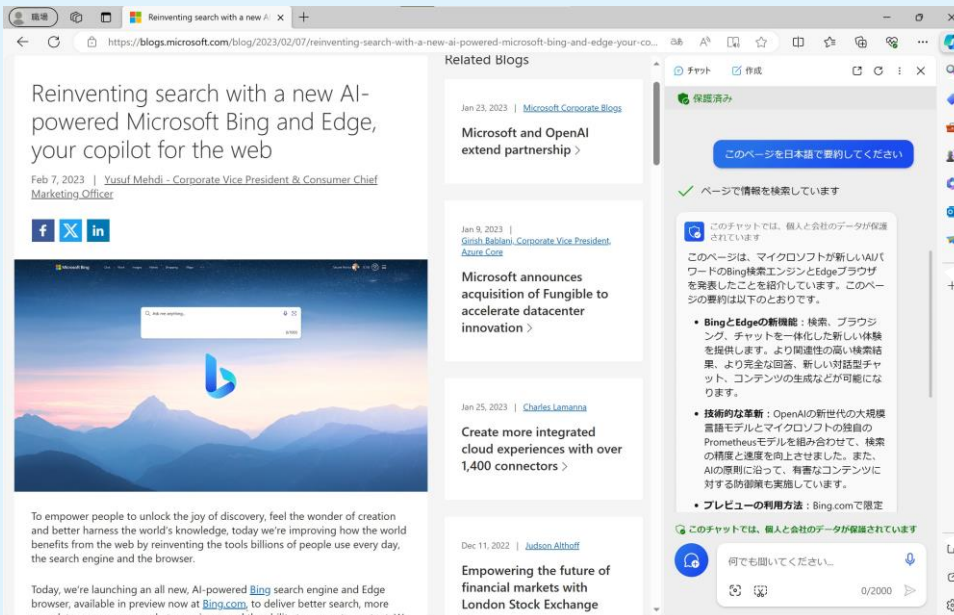 職場
Reinventing search with a new A
https://blogs.microsoft.com/blog/2023/02/07/reinventing-search-with-a-new-ai-powered-microsoft-bing-and-edge-your-co...
Reinventing search with a new AI-
powered Microsoft Bing and Edge,
your copilot for the web
Feb 7, 2023 | Yusuf Mehdi - Corporate Vice President & Consumer Chief
Marketing Officer
Microsoft Bing
Ask me anything...
To empower people to unlock the joy of discovery, feel the wonder of creation
and better harness the world's knowledge, today we're improving how the world
benefits from the web by reinventing the tools billions of people use every day,
the search engine and the browser.
Today, we're launching an all new, AI-powered Bing search engine and Edge
browser, available in preview now at Bing.com, to deliver better search, more
Related Blogs
Jan 23, 2023 | Microsoft Corporate Blogs
Microsoft and OpenAI
extend partnership >
Jan 9, 2023 |
Girish Bablani, Corporate Vice President,
Azure Core
Microsoft announces
acquisition of Fungible to
accelerate datacenter
innovation >
Jan 25, 2023 | Charles Lamanna
Create more integrated
cloud experiences with over
1,400 connectors >
Dec 11, 2022 | Judson Althoff
Empowering the future of
financial markets with
London Stock Exchange
チャット 作成
保護済み
このページを日本語で要約してください
ページで情報を検索しています
このチャットでは、個人と会社のデータが保護
されています
このページは、マイクロソフトが新しいAIパ
ワードのBing検索エンジンとEdgeブラウザ
を発表したことを紹介しています。このペー
ジの要約は以下のとおりです。
• BingとEdgeの新機能：検索、ブラウジ
ング、チャットを一体化した新しい体験
を提供します。より関連性の高い検索結
果、より完全な回答、新しい対話型チャ
ット、コンテンツの生成などが可能にな
ります。
• 技術的な革新：OpenAIの新世代の大規模
言語モデルとマイクロソフトの独自の
Prometheusモデルを組み合わせて、検索
の精度と速度を向上させました。また、
AIの原則に沿って、有害なコンテンツに
対する防御策も実施しています。
• プレビューの利用方法：Bing.comで限定
このチャットでは、個人と会社のデータが保護されています
何でも聞いてください...
0/2000